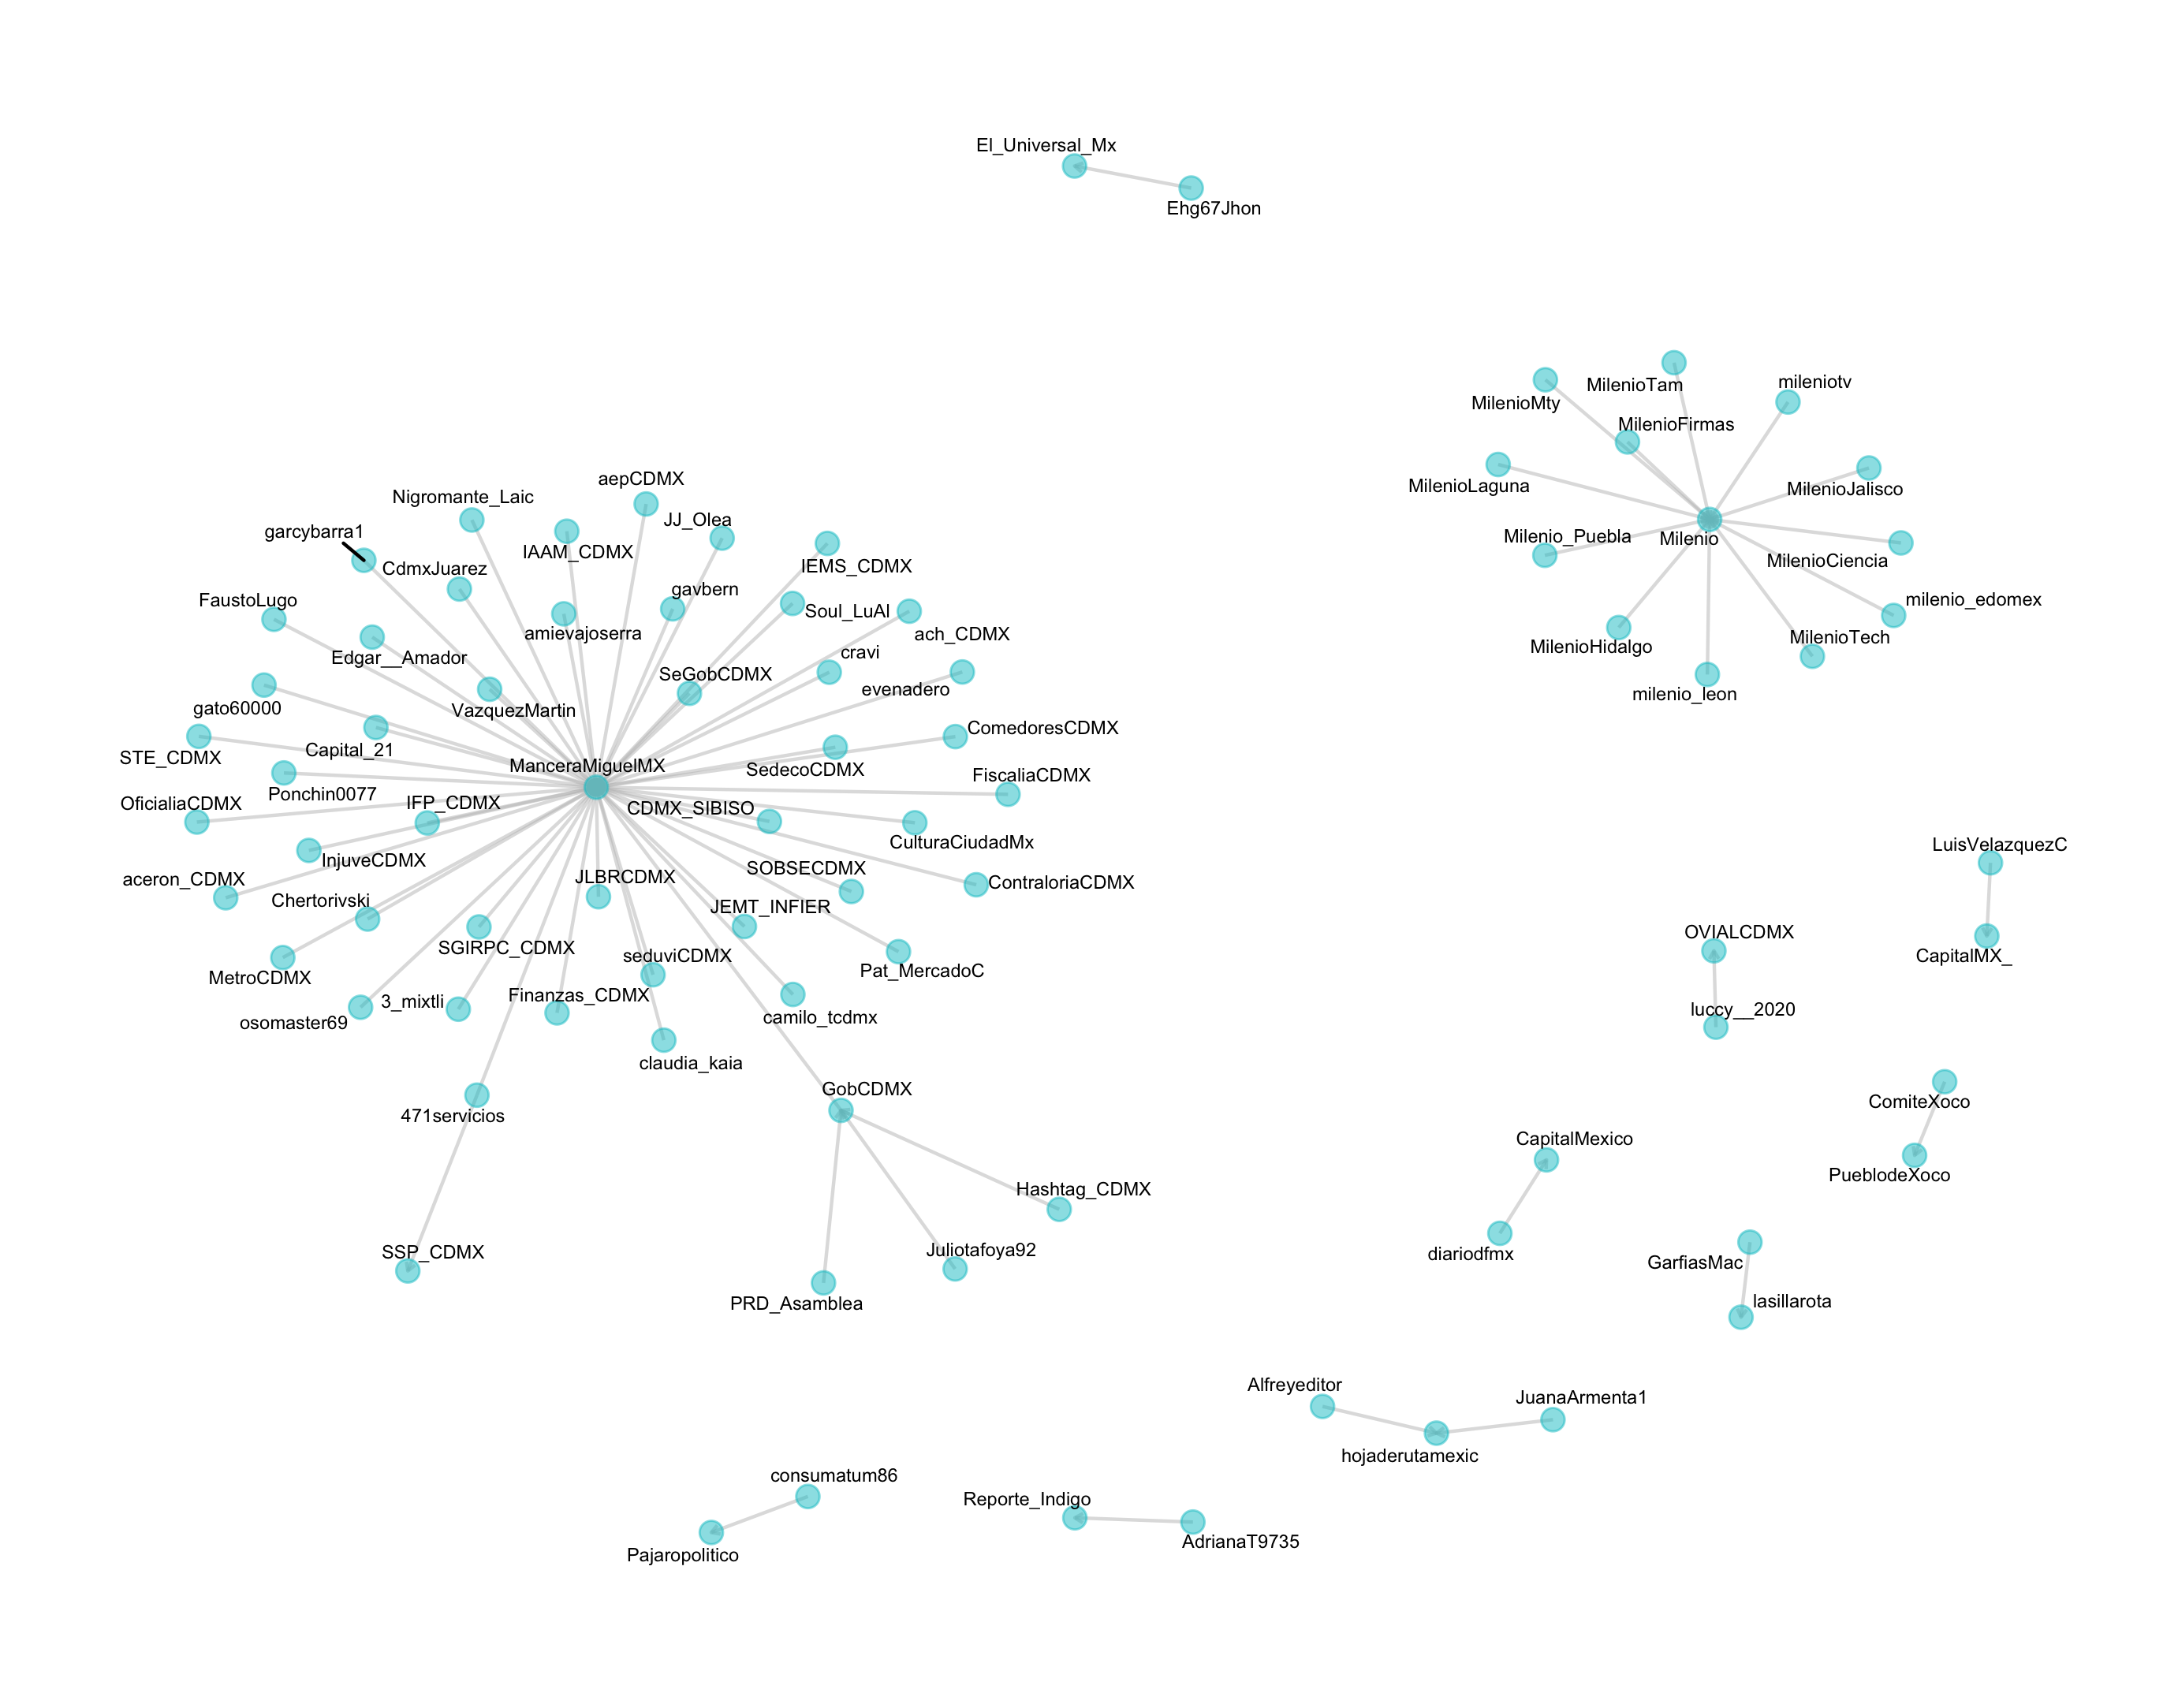 El_Universal_Mx
Ehg67Jhon
MilenioTam
mileniotv
MilenioMty
MilenioFirmas
MilenioLaguna
MilenioJalisco
Milenio_Puebla
Milenio
MilenioCiencia
milenio_edomex
MilenioTech
MilenioHidalgo
milenio_leon
aepCDMX
Nigromante_Laic
JJ_Olea
garcybarra1
IAAM_CDMX
IEMS_CDMX
CdmxJuarez
gavbern
FaustoLugo
Soul_LuAl
amievajoserra
ach_CDMX
cravi
Edgar__Amador
SeGobCDMX
evenadero
gato60000
VazquezMartin
ComedoresCDMX
Capital_21
STE_CDMX
ManceraMiguelMX
SedecoCDMX
FiscaliaCDMX
Ponchin0077
OficialiaCDMX
IFP_CDMX
CDMX_SIBISO
CulturaCiudadMx
InjuveCDMX
SOBSECDMX
JLBRCDMX
aceron_CDMX
ContraloriaCDMX
Chertorivski
JEMT_INFIER
SGIRPC_CDMX
seduviCDMX
Pat_MercadoC
MetroCDMX
Finanzas_CDMX
3_mixtli
osomaster69
camilo_tcdmx
claudia_kaia
GobCDMX
471servicios
Hashtag_CDMX
Juliotafoya92
SSP_CDMX
PRD_Asamblea
LuisVelazquezC
OVIALCDMX
CapitalMX_
luccy__2020
ComiteXoco
CapitalMexico
PueblodeXoco
diariodfmx
GarfiasMac
lasillarota
Alfreyeditor
JuanaArmenta1
hojaderutamexic
consumatum86
Reporte_Indigo
AdrianaT9735
Pajaropolitico